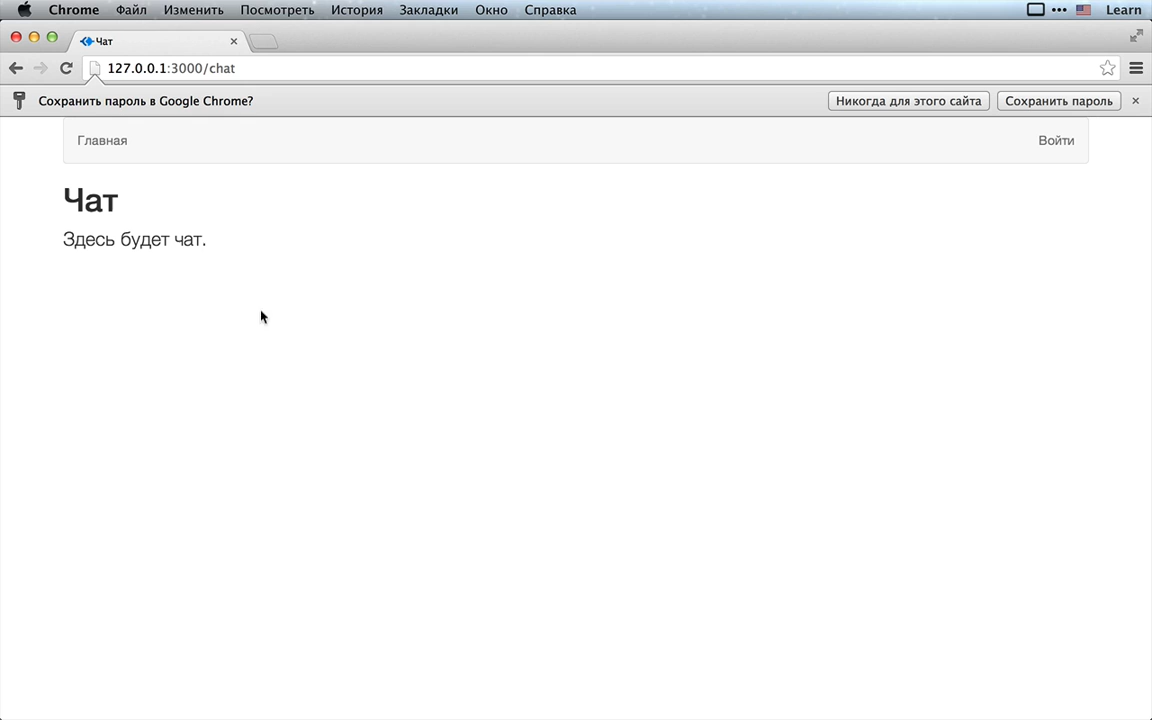 Chrome Файл Изменить Посмотреть История Закладки Окно Справка Learn
Чат
127.0.0.1:3000/chat
Сохранить пароль в Google Chrome? Никогда для этого сайта Сохранить пароль
Главная Войти
Чат
Здесь будет чат.